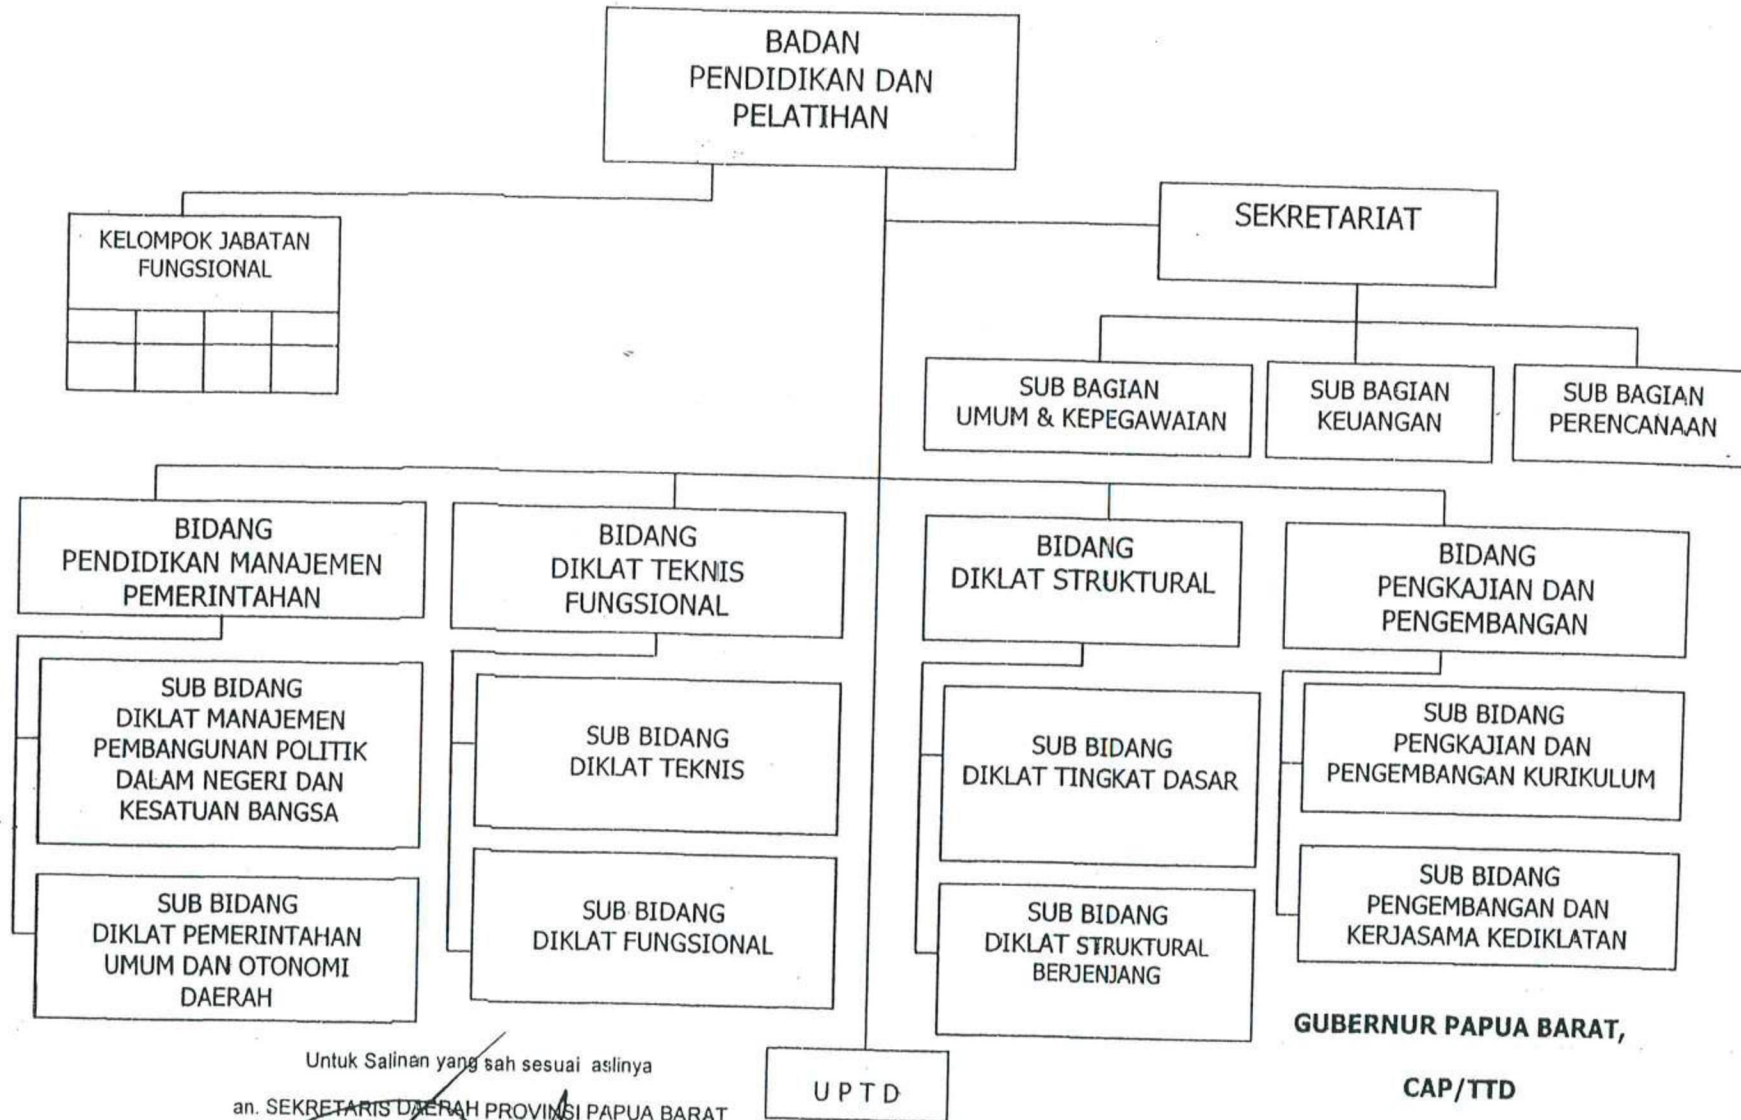 BADAN
PENDIDIKAN DAN
PELATIHAN
KELOMPOK JABATAN
FUNGSIONAL
SEKRETARIAT
SUB BAGIAN
UMUM & KEPEGAWAIAN
SUB BAGIAN
KEUANGAN
SUB BAGIAN
PERENCANAAN
BIDANG
PENDIDIKAN MANAJEMEN
PEMERINTAHAN
BIDANG
DIKLAT TEKNIS
FUNGSIONAL
BIDANG
DIKLAT STRUKTURAL
BIDANG
PENGKAJIAN DAN
PENGEMBANGAN
SUB BIDANG
DIKLAT MANAJEMEN
PEMBANGUNAN POLITIK
DALAM NEGERI DAN
KESATUAN BANGSA
SUB BIDANG
DIKLAT TEKNIS
SUB BIDANG
DIKLAT TINGKAT DASAR
SUB BIDANG
PENGKAJIAN DAN
PENGEMBANGAN KURIKULUM
SUB BIDANG
DIKLAT PEMERINTAHAN
UMUM DAN OTONOMI
DAERAH
SUB BIDANG
DIKLAT FUNGSIONAL
SUB BIDANG
DIKLAT STRUKTURAL
BERJENJANG
SUB BIDANG
PENGEMBANGAN DAN
KERJASAMA KEDIKLATAN
GUBERNUR PAPUA BARAT,
CAP/TTD
Untuk Salinan yang sah sesuai aslinya
an. SEKRETARIS DAERAH PROVINSI PAPUA BARAT
U P T D